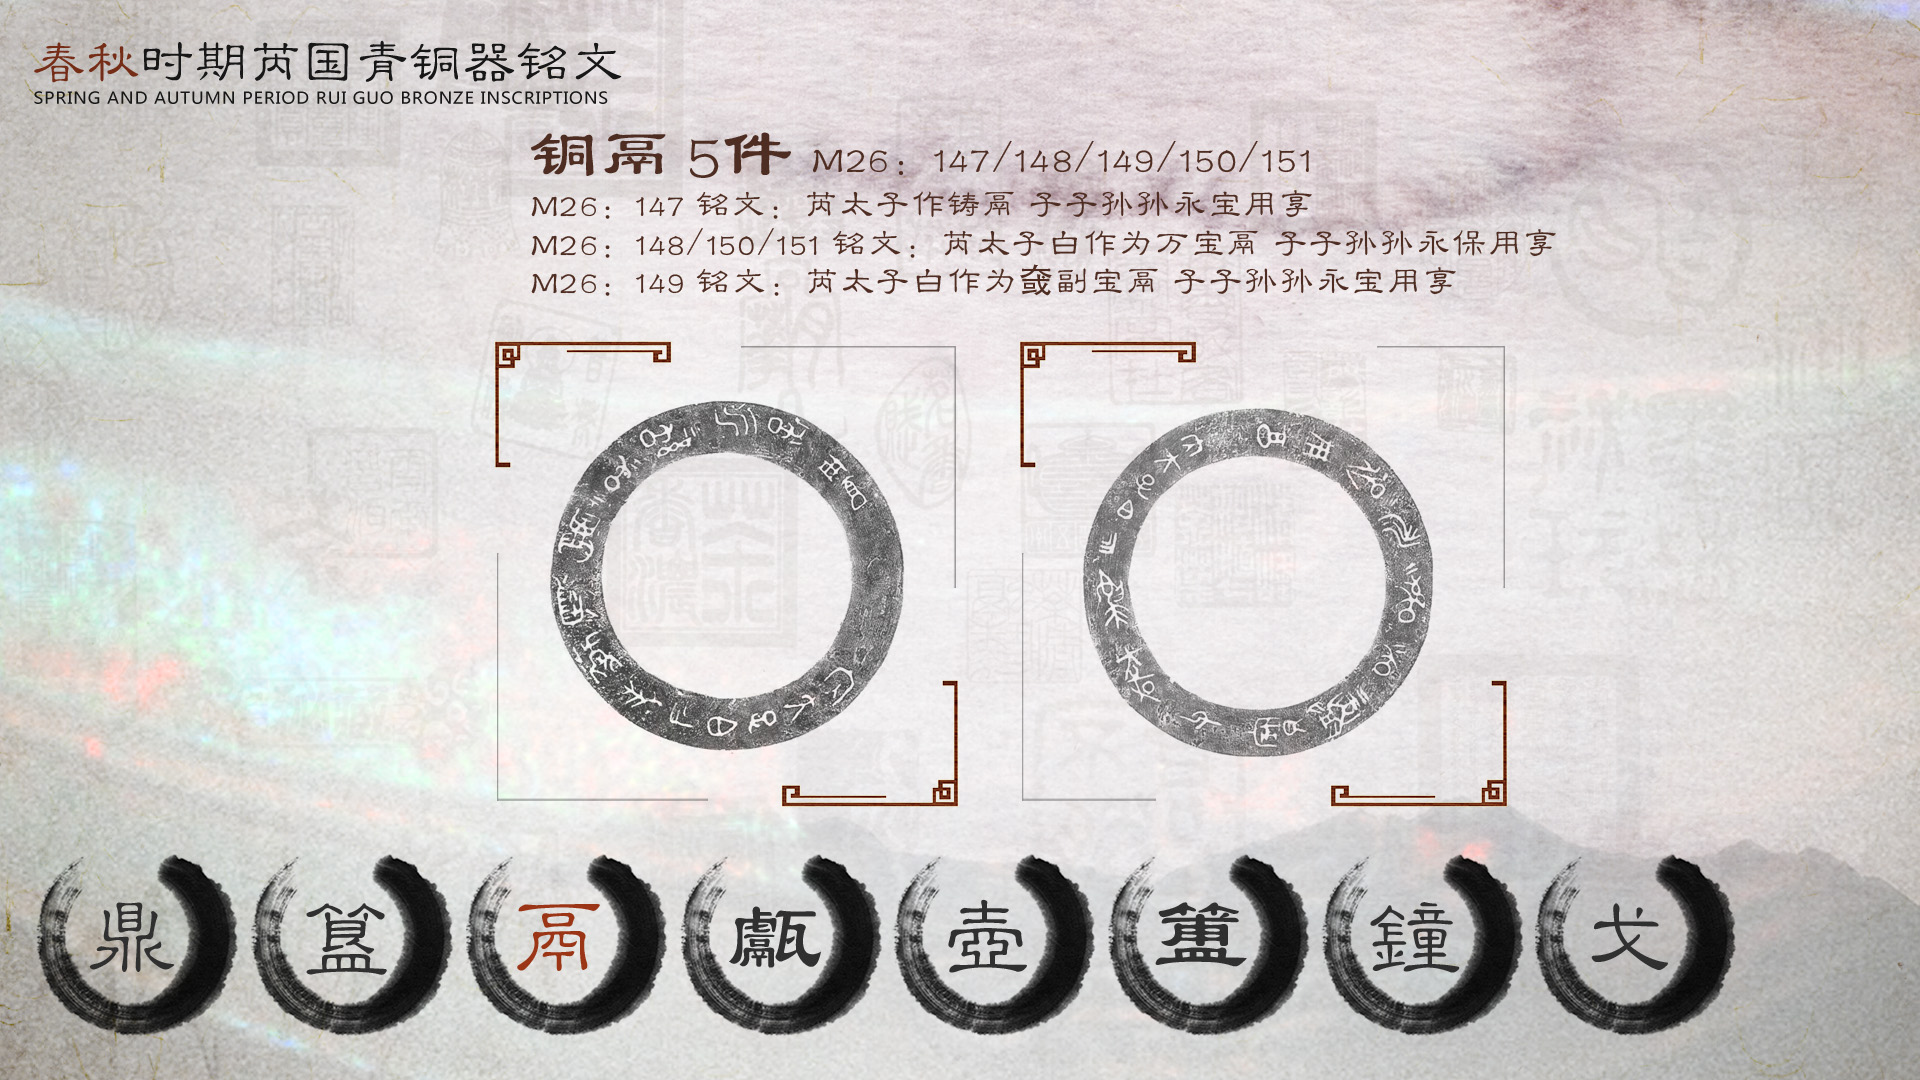 春秋时期芮国青铜器铭文
SPRING AND AUTUMN PERIOD RUI GUO BRONZE INSCRIPTIONS
铜鬲 5件 M26：147/148/149/150/151
M26：147 铭文：芮太子作铸鬲 子子孙孙永宝用享
M26：148/150/151 铭文：芮太子白作为万宝鬲 子子孙孙永保用享
M26：149 铭文：芮太子白作为副宝鬲 子子孙孙永宝用享
鼎 簋 鬲 甗 壶 簠 鐘 戈